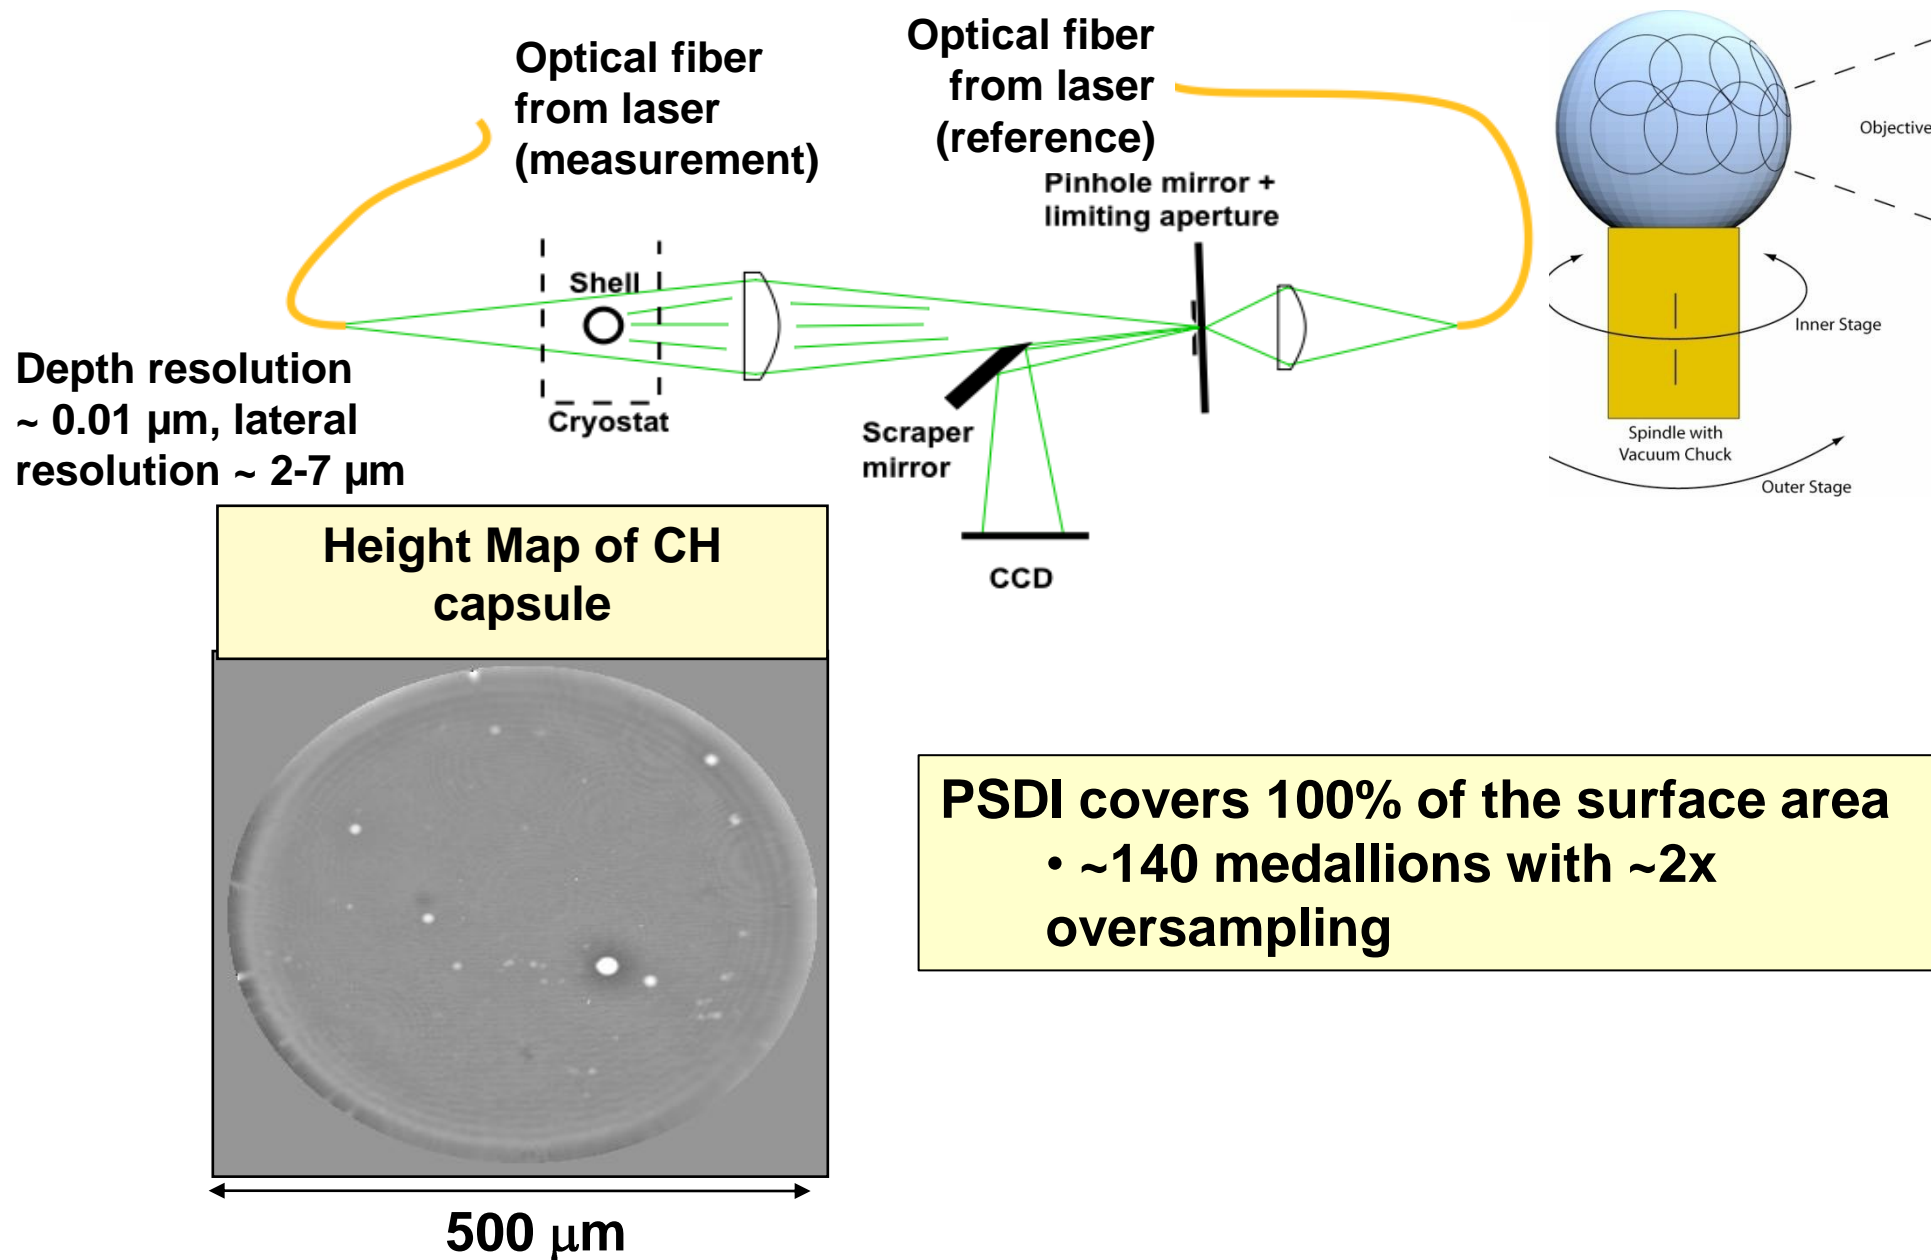 Optical fiber
from laser
(measurement)
Optical fiber
from laser
(reference)
Pinhole mirror +
limiting aperture
Objective
Shell
Cryostat
Scraper
mirror
CCD
Inner Stage
Spindle with
Vacuum Chuck
Outer Stage
Depth resolution
~ 0.01 µm, lateral
resolution ~ 2-7 µm
Height Map of CH
capsule
500 µm
PSDI covers 100% of the surface area
• ~140 medallions with ~2x
oversampling